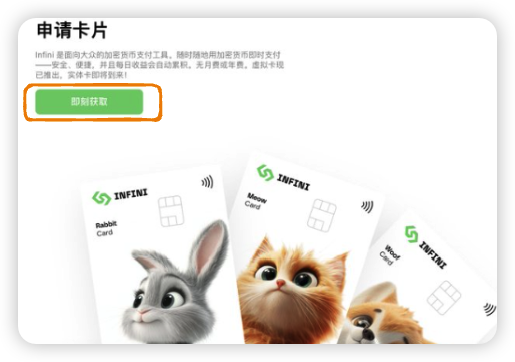 申请卡片
Infini 是面向大众的加密货币支付工具，随时随地用加密货币即时支付
——安全、便捷，并且每日收益会自动累积。无月费或年费。虚拟卡现
已推出，实体卡即将到来！
即刻获取
INFINI
Rabbit
Card
INFINI
Meow
Card
INFINI
Woof
Card